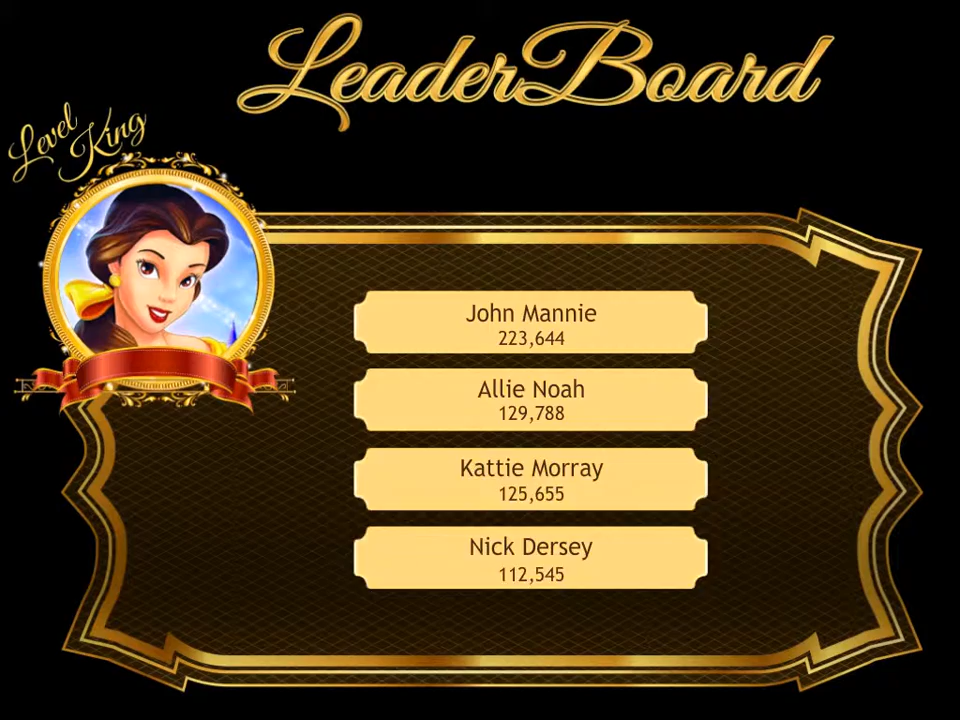 LeaderBoard
Level
King
John Mannie
223,644
Allie Noah
129,788
Kattie Morray
125,655
Nick Dersey
112,545